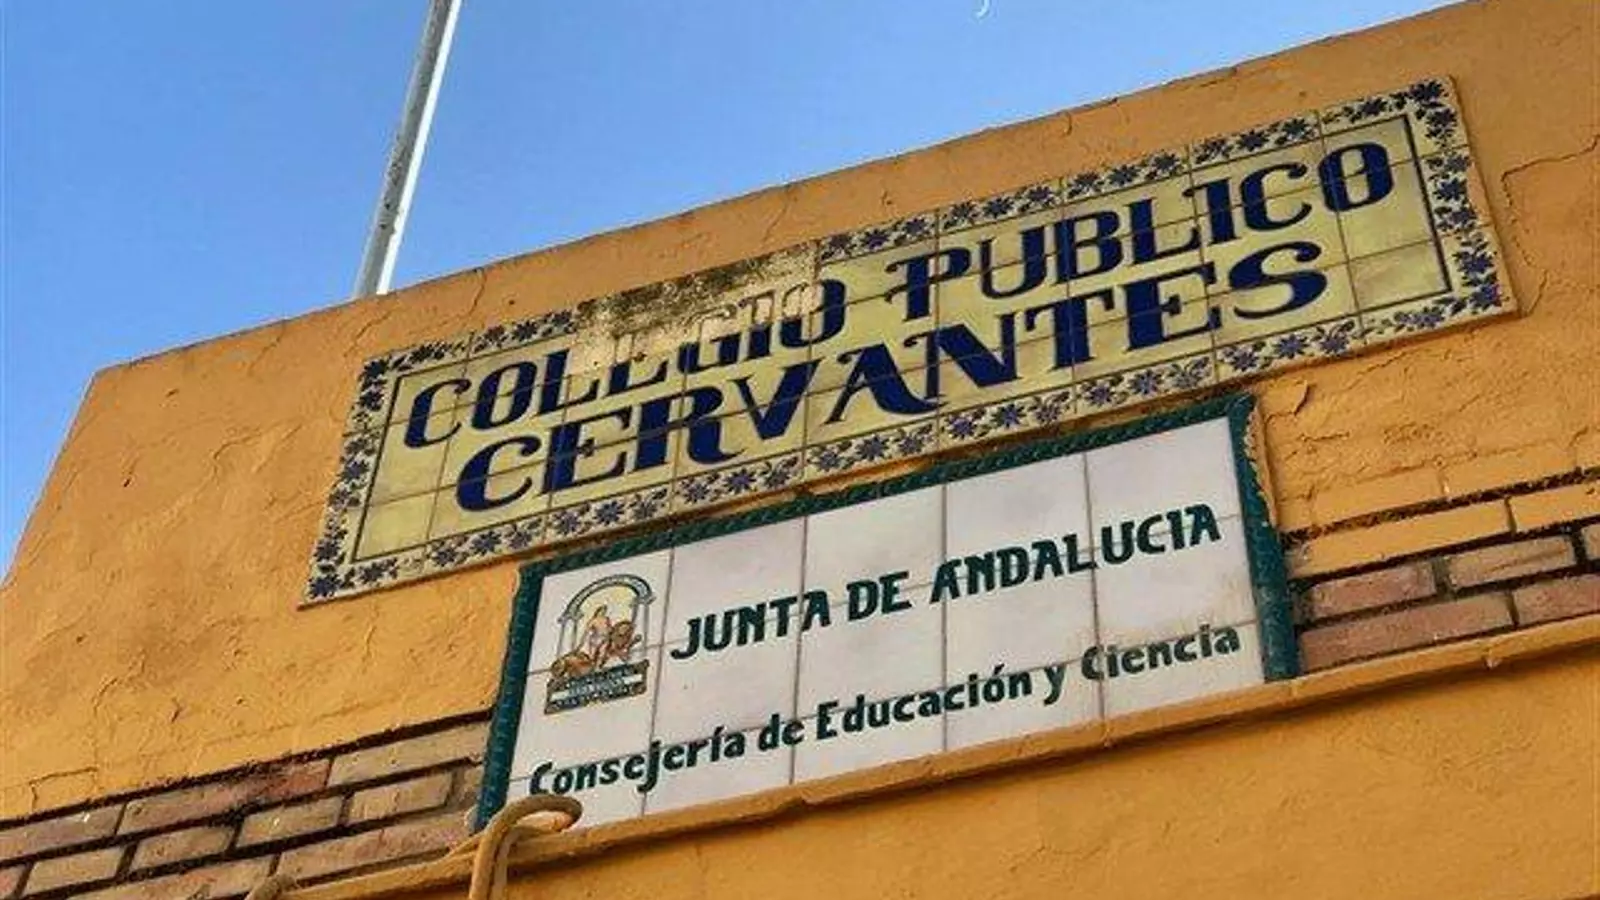 COLEGIO PUBLICO
CERVANTES
JUNTA DE ANDALUCIA
Consejería de Educación y Ciencia